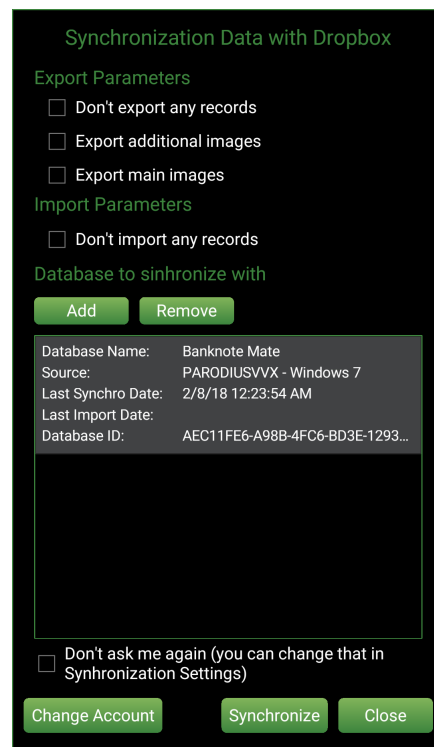 Synchronization Data with Dropbox
Export Parameters
Don't export any records
Export additional images
Export main images
Import Parameters
Don't import any records
Database to sinhronize with
Add Remove
Database Name: Banknote Mate
Source: PARODIUSVVX - Windows 7
Last Synchro Date: 2/8/18 12:23:54 AM
Last Import Date:
Database ID: AEC11FE6-A98B-4FC6-BD3E-1293...
Don't ask me again (you can change that in
Synhronization Settings)
Change Account Synchronize Close